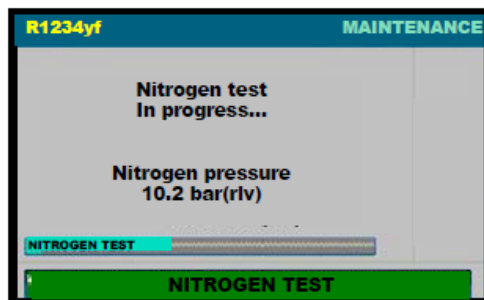 R1234yf MAINTENANCE
Nitrogen test
In progress...
Nitrogen pressure
10.2 bar(rlv)
NITROGEN TEST
NITROGEN TEST